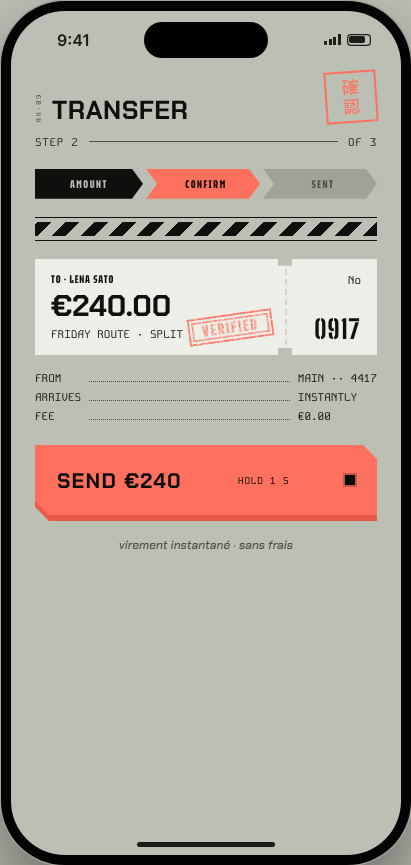 9:41
確認
RK·09
TRANSFER
STEP 2 OF 3
AMOUNT CONFIRM SENT
TO · LENA SATO
€240.00
FRIDAY ROUTE · SPLIT
VERIFIED
No
0917
FROM MAIN ·· 4417
ARRIVES INSTANTLY
FEE €0.00
SEND €240 HOLD 1 S
virement instantané · sans frais